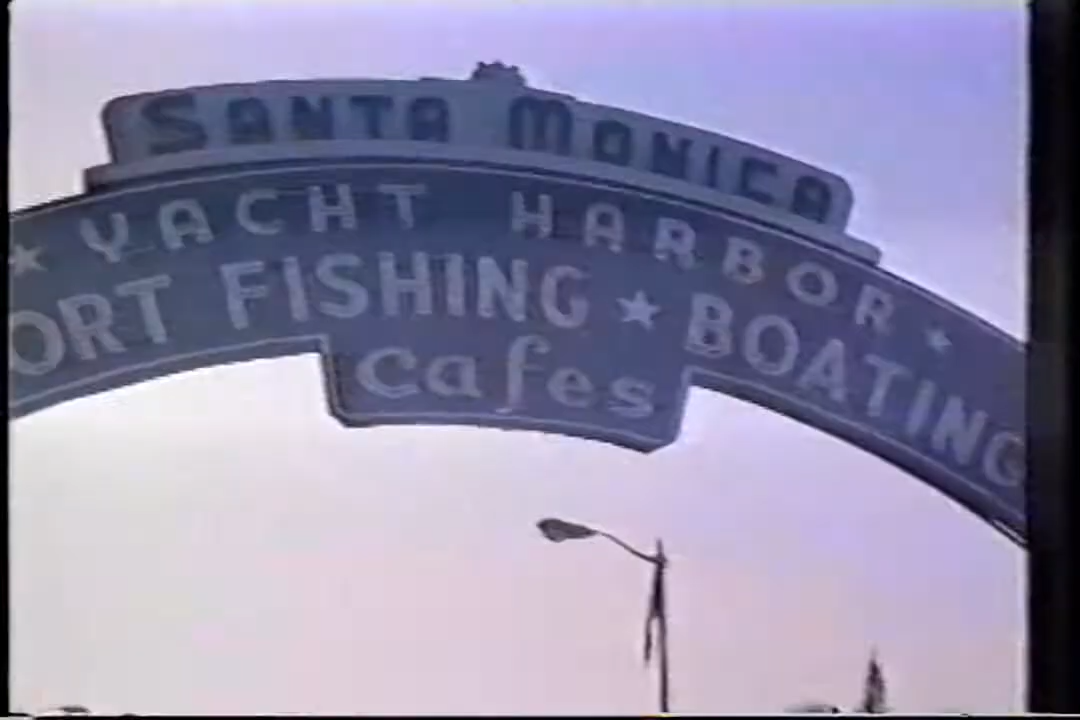 SANTA MONICA
★ YACHT HARBOR ★
ORT FISHING ★ BOATING
cafes